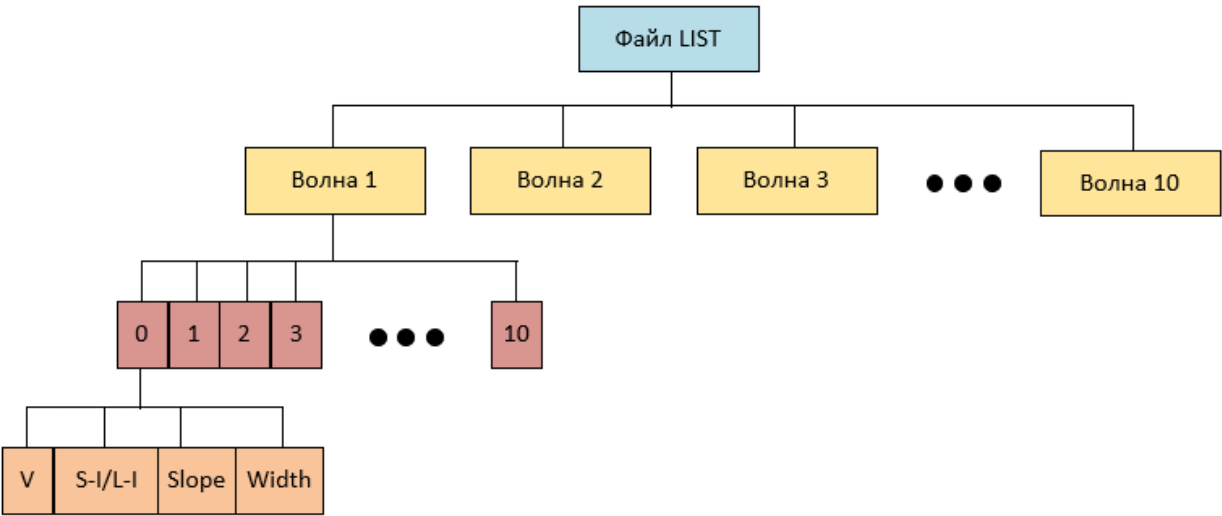 Файл LIST
Волна 1
Волна 2
Волна 3
Волна 10
0
1
2
3
10
V
S-I/L-I
Slope
Width